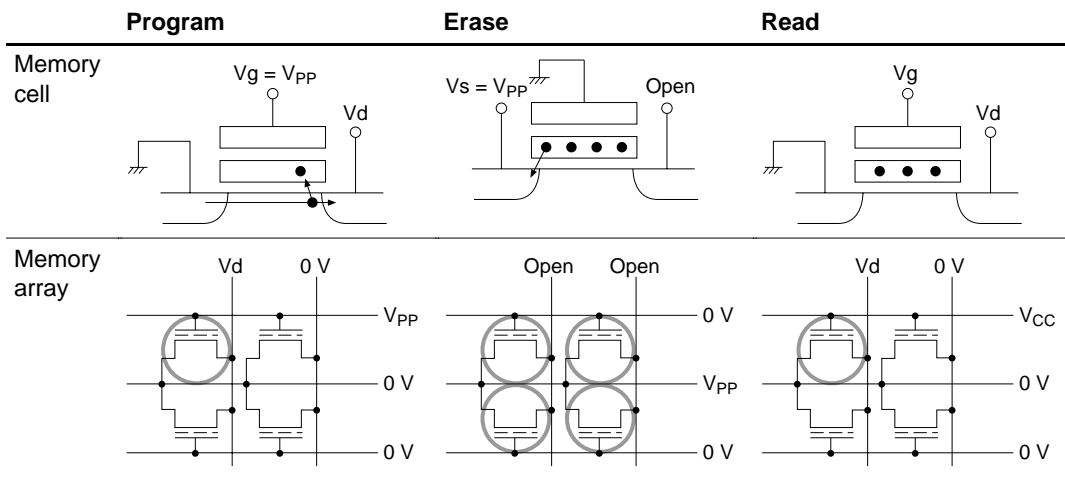 Program Erase Read
Memory cell
Vg = VPP
Vd
Vs = VPP
Open
Vg
Vd
Memory array
Vd 0 V
VPP
0 V
0 V
Open Open
0 V
VPP
0 V
Vd 0 V
VCC
0 V
0 V